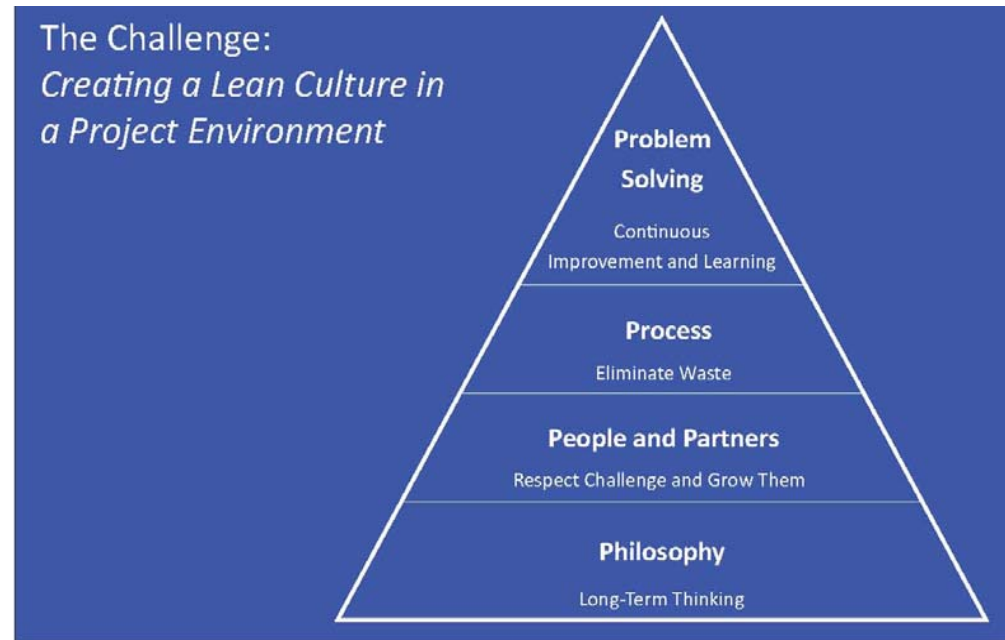 The Challenge:
Creating a Lean Culture in
a Project Environment
Problem
Solving
Continuous
Improvement and Learning
Process
Eliminate Waste
People and Partners
Respect Challenge and Grow Them
Philosophy
Long-Term Thinking